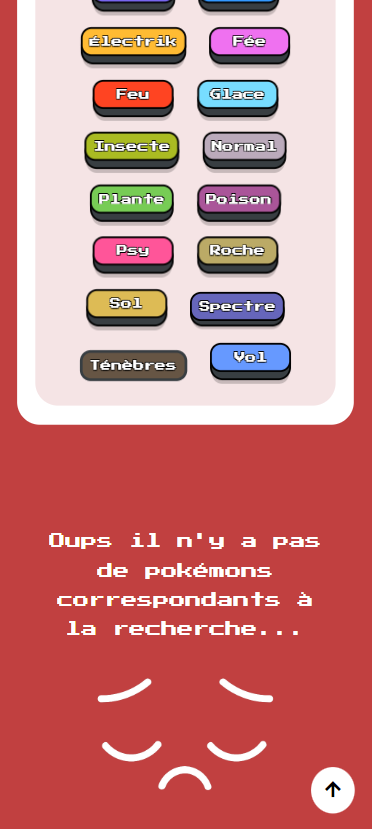 Électrik
Fée
Feu
Glace
Insecte
Normal
Plante
Poison
Psy
Roche
Sol
Spectre
Ténèbres
Vol
Oups il n'y a pas
de pokémons
correspondants à
la recherche...